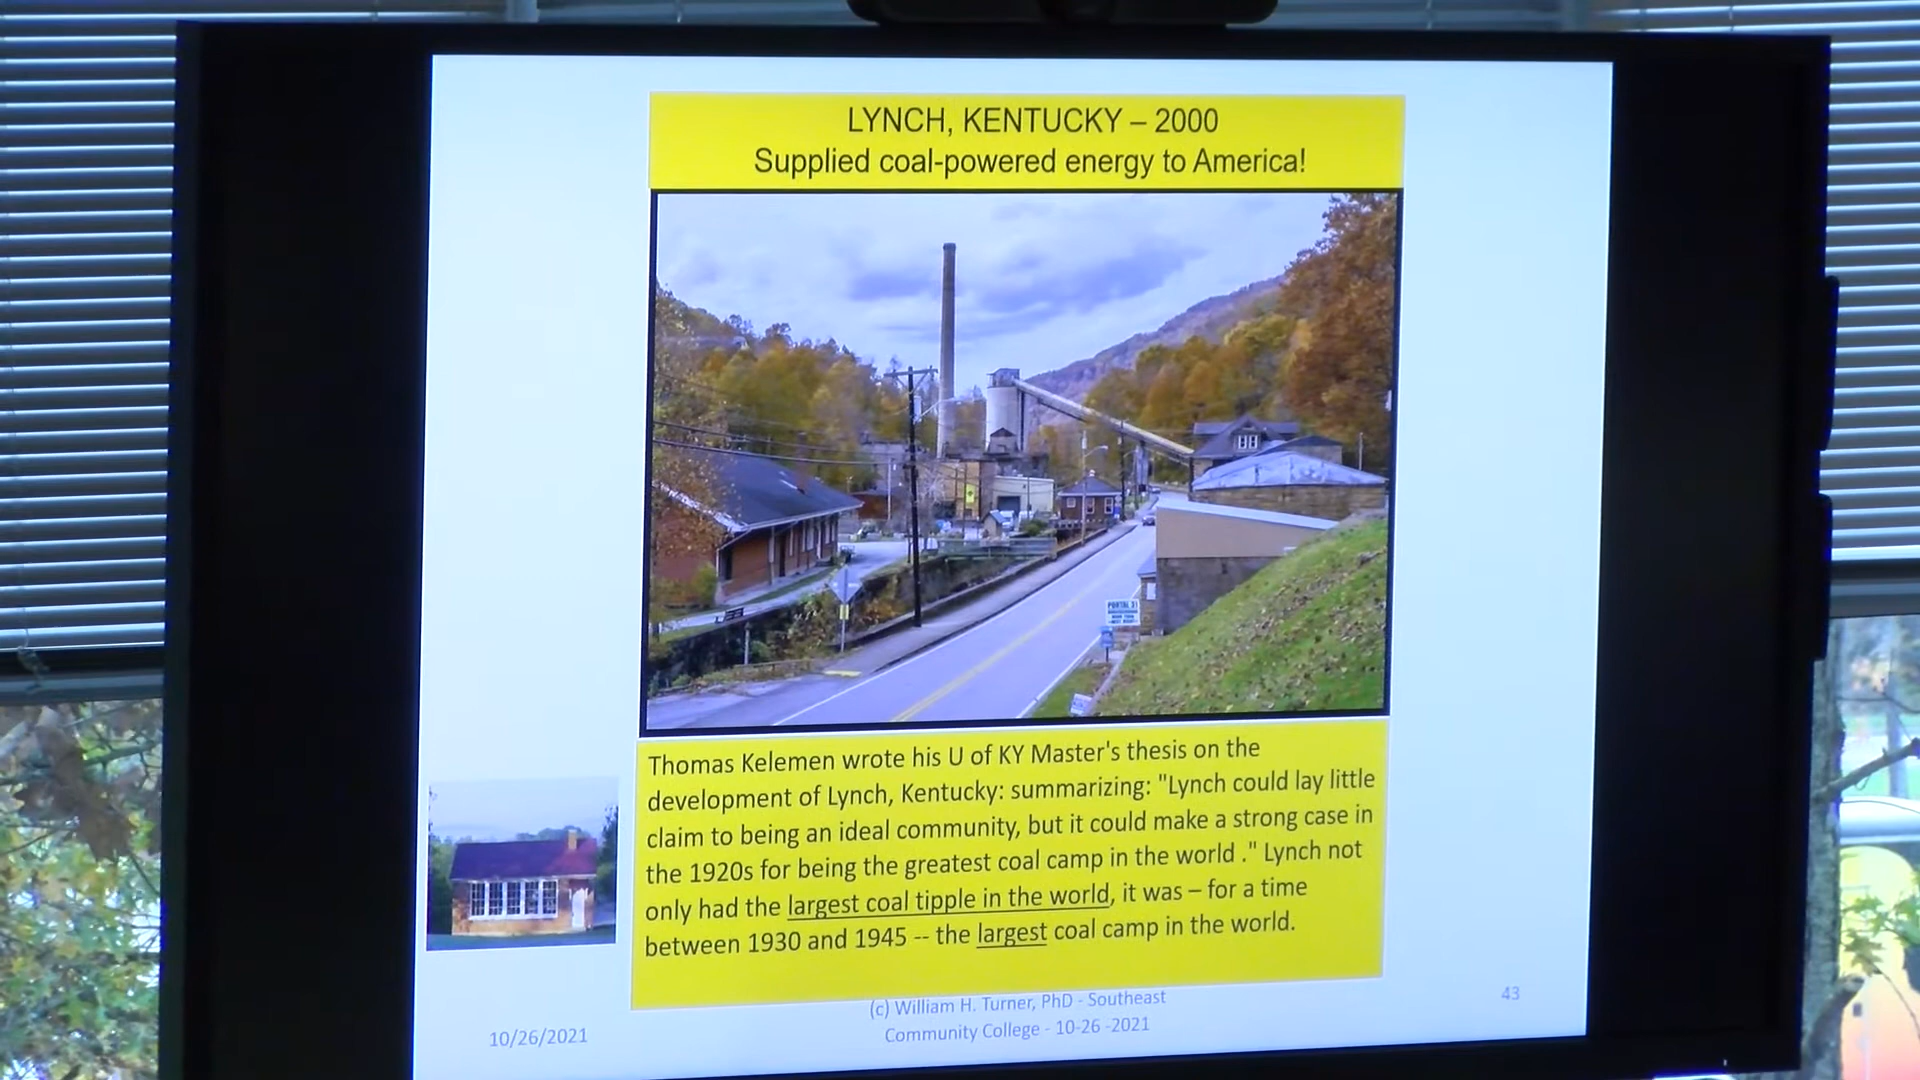 LYNCH, KENTUCKY – 2000
Supplied coal-powered energy to America!
PORTAL 31
Thomas Kelemen wrote his U of KY Master's thesis on the
development of Lynch, Kentucky: summarizing: "Lynch could lay little
claim to being an ideal community, but it could make a strong case in
the 1920s for being the greatest coal camp in the world ." Lynch not
only had the largest coal tipple in the world, it was – for a time
between 1930 and 1945 -- the largest coal camp in the world.
10/26/2021
(c) William H. Turner, PhD - Southeast
Community College - 10-26 -2021
43